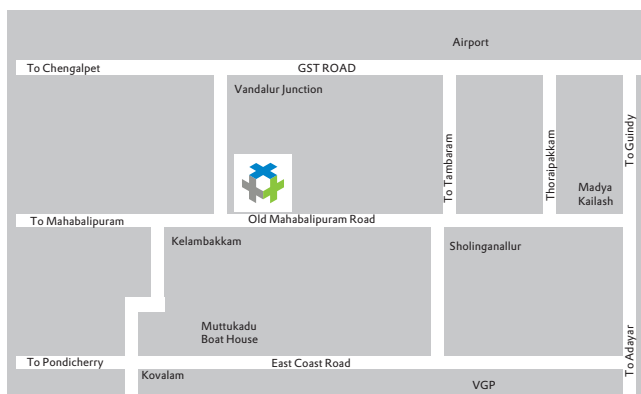 Airport
To Chengalpet
GST ROAD
Vandalur Junction
To Tambaram
Thoraipakkam
To Guindy
Madya
Kailash
To Mahabalipuram
Old Mahabalipuram Road
Kelambakkam
Sholinganallur
Muttukadu
Boat House
To Adayar
To Pondicherry
East Coast Road
Kovalam
VGP